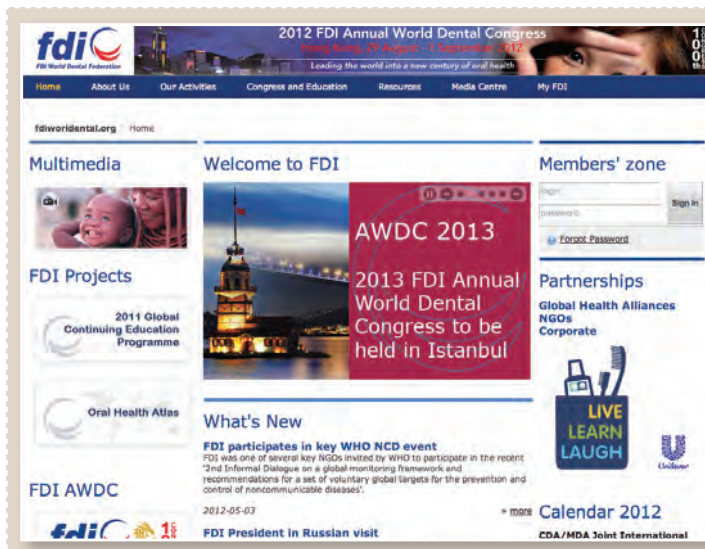 fdi
FDI World Dental Federation
2012 FDI Annual World Dental Congress
Hong Kong, 29 August - 1 September 2012
Leading the world into a new century of oral health
100th
Home About Us Our Activities Congress and Education Resources Media Centre My FDI
fdiworldental.org Home
Multimedia
FDI Projects
2011 Global
Continuing Education
Programme
Oral Health Atlas
FDI AWDC
fdi
Welcome to FDI
AWDC 2013
2013 FDI Annual
World Dental
Congress to be
held in Istanbul
What's New
FDI participates in key WHO NCD event
FDI was one of several key NGOs invited by WHO to participate in the recent
'2nd Informal Dialogue on a global monitoring framework and
recommendations for a set of voluntary global targets for the prevention and
control of noncommunicable diseases'.
2012-05-03 » more
FDI President in Russian visit
Members' zone
login
password
Sign In
Forgot Password
Partnerships
Global Health Alliances
NGOs
Corporate
LIVE
LEARN
LAUGH
Unilever
Calendar 2012
CDA/MDA Joint International